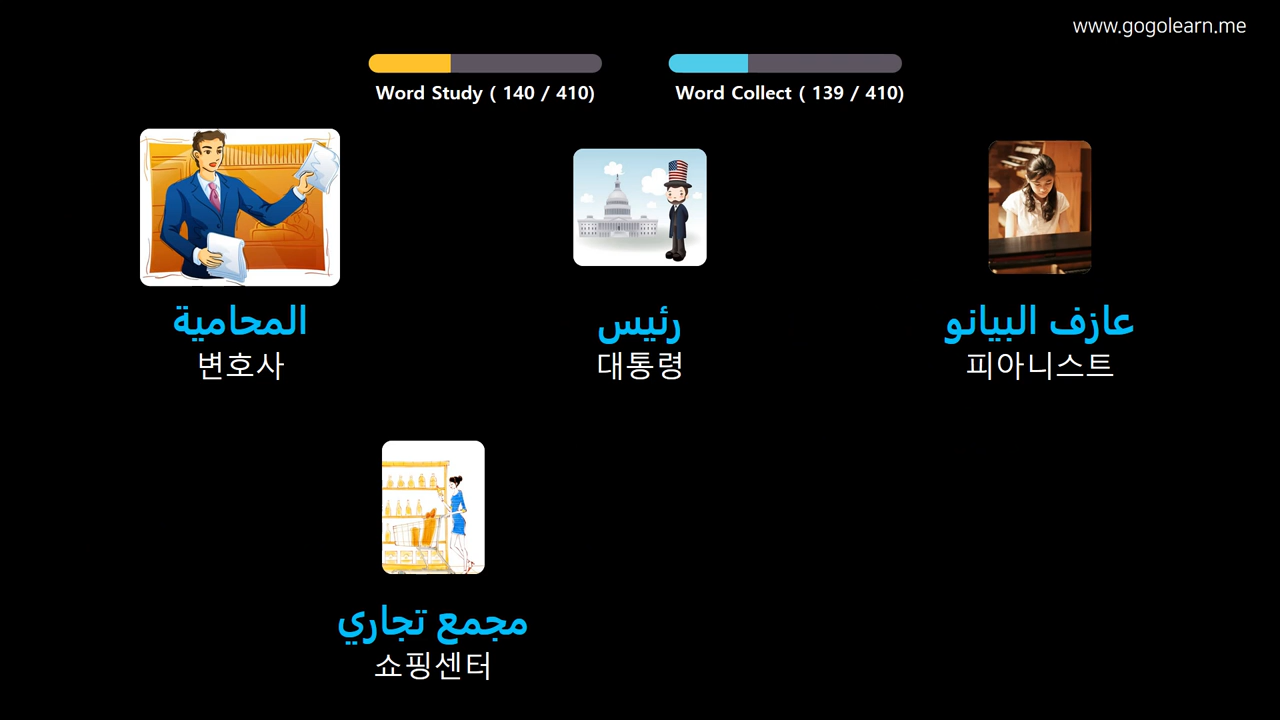 www.gogolearn.me
Word Study ( 140 / 410)
Word Collect ( 139 / 410)
المحامية
변호사
رئيس
대통령
عازف البيانو
피아니스트
مجمع تجاري
쇼핑센터